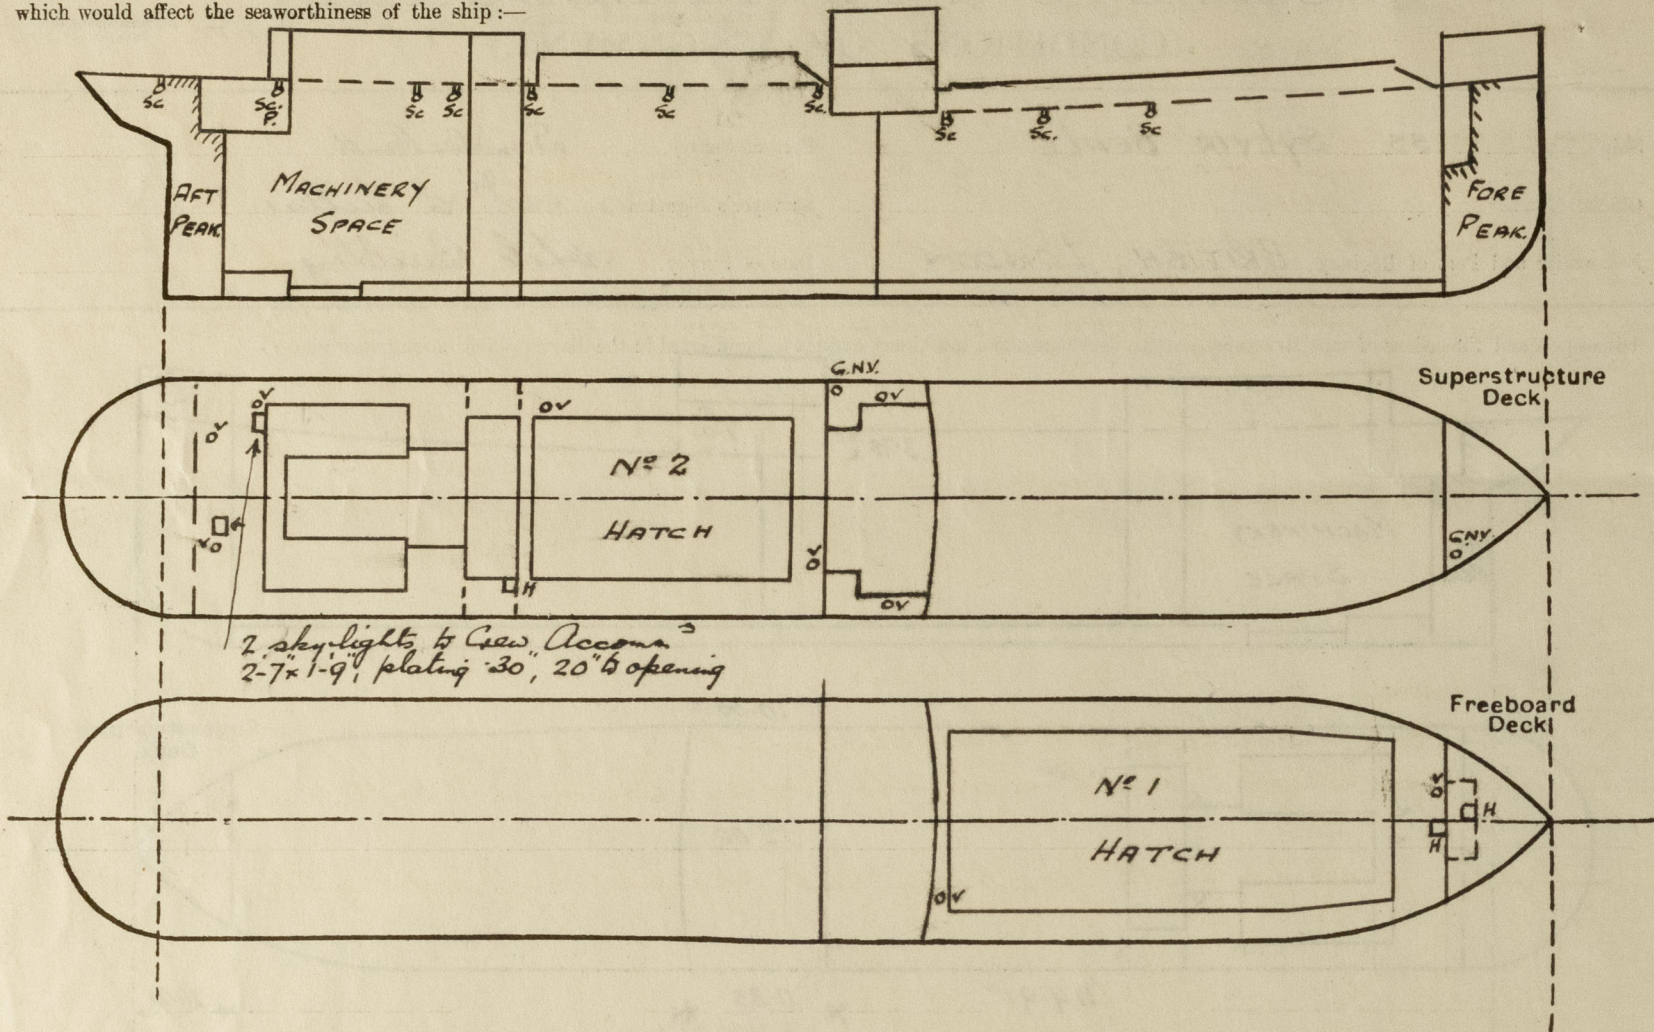 which would affect the seaworthiness of the ship :—
Sc Sc. P. Sc Sc Sc Sc Sc. Sc Sc. Sc
AFT
PEAK.
MACHINERY
SPACE
FORE
PEAK.
Superstructure
Deck
G.N.V.
OV OV OV
OV
No 2
HATCH
OV
OV
H
OV
G.N.V.
2 skylights to Crew Accomn
2-7" x 1-9", plating .30", 20" to opening
Freeboard
Deck
No 1
HATCH
OV
H
H
OV